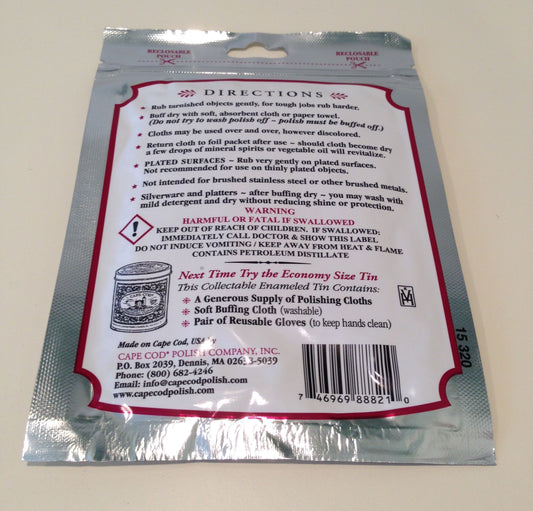 RECLOSABLE POUCH
RECLOSABLE POUCH
DIRECTIONS
★ Rub tarnished objects gently, for tough jobs rub harder.
★ Buff dry with soft, absorbent cloth or paper towel.
(Do not try to wash polish off ~ polish must be buffed off.)
★ Cloths may be used over and over, however discolored.
★ Return cloth to foil packet after use ~ should cloth become dry
a few drops of mineral spirits or vegetable oil will revitalize.
★ PLATED SURFACES ~ Rub very gently on plated surfaces.
Not recommended for use on thinly plated objects.
★ Not intended for brushed stainless steel or other brushed metals.
★ Silverware and platters ~ after buffing dry ~ you may wash with
mild detergent and dry without reducing shine or protection.
WARNING
HARMFUL OR FATAL IF SWALLOWED
KEEP OUT OF REACH OF CHILDREN. IF SWALLOWED:
IMMEDIATELY CALL DOCTOR & SHOW THIS LABEL
DO NOT INDUCE VOMITING / KEEP AWAY FROM HEAT & FLAME
CONTAINS PETROLEUM DISTILLATE
Next Time Try the Economy Size Tin
This Collectable Enameled Tin Contains:
A Generous Supply of Polishing Cloths
Soft Buffing Cloth (washable)
Pair of Reusable Gloves (to keep hands clean)
Made on Cape Cod, USA by
CAPE COD® POLISH COMPANY, INC.
P.O. Box 2039, Dennis, MA 02638-5039
Phone: (800) 682-4246
Email: info@capecodpolish.com
www.capecodpolish.com
7 46969 88821 0
15 320